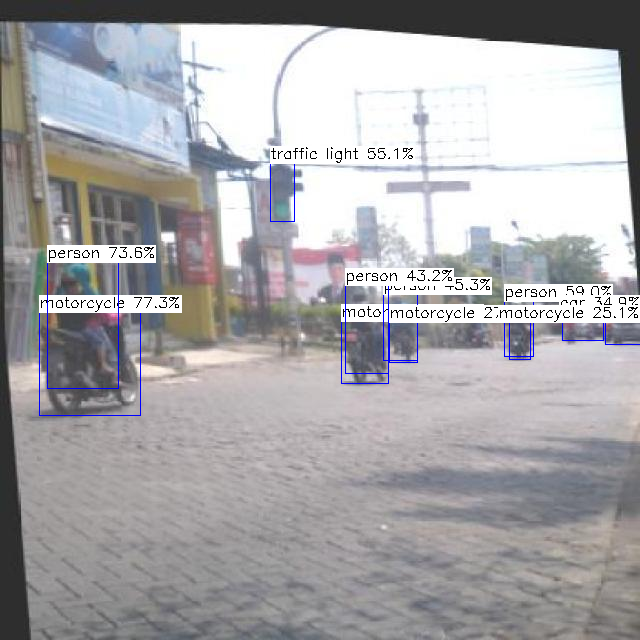 traffic light 55.1%
person 73.6%
person 43.2%
person 45.3%
person 59.0%
motorcycle 77.3%
car 34.9%
motorcycle 25.1%